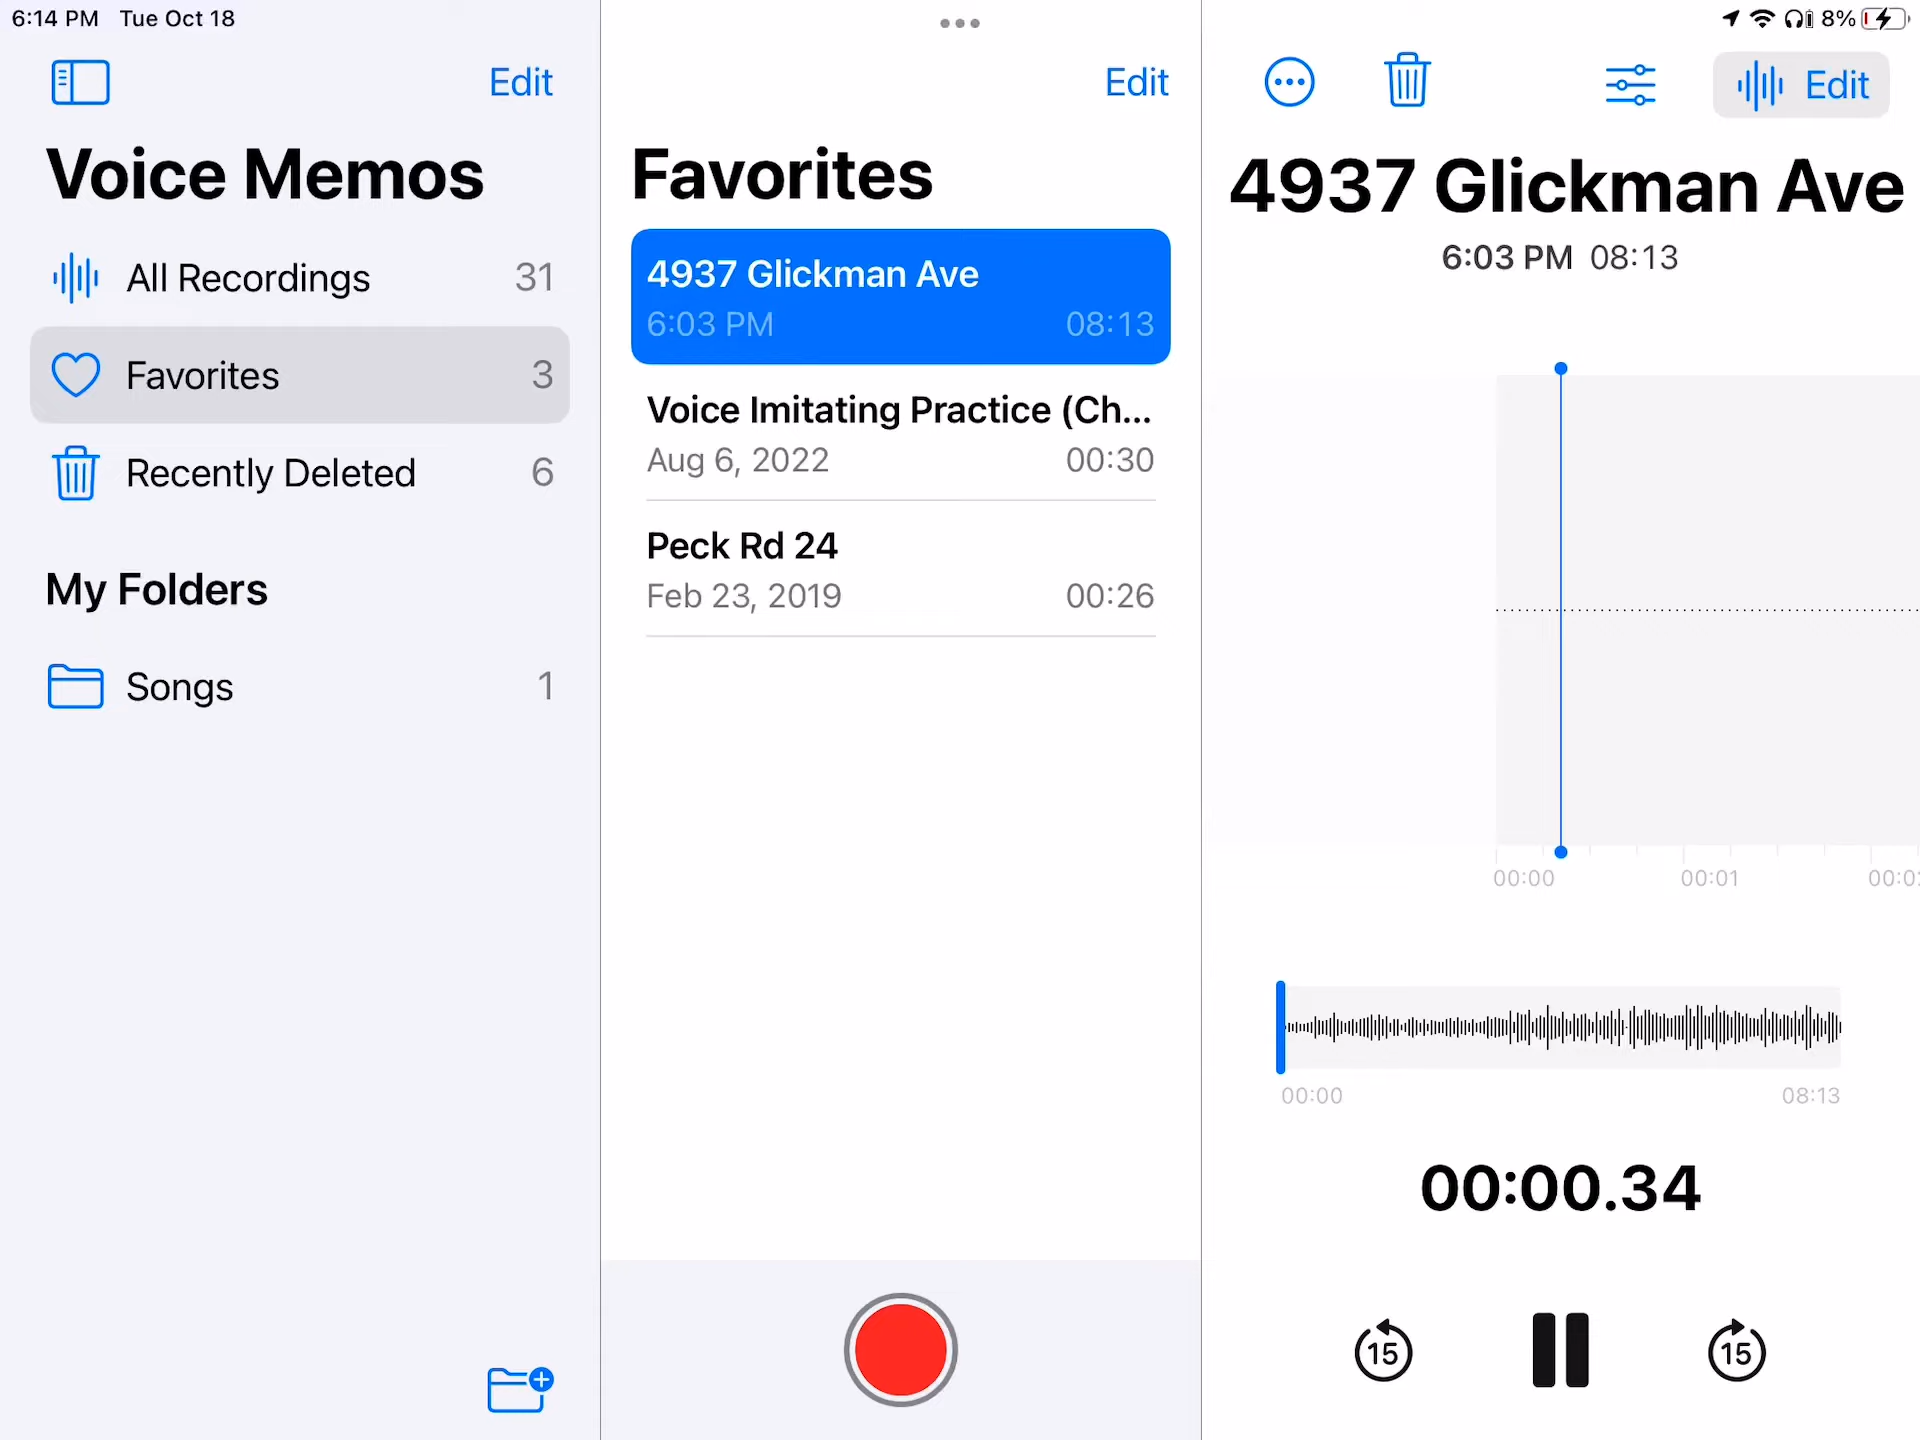 6:14 PM Tue Oct 18
8%
Edit
Voice Memos
All Recordings 31
Favorites 3
Recently Deleted 6
My Folders
Songs 1
Edit
Favorites
4937 Glickman Ave
6:03 PM 08:13
Voice Imitating Practice (Ch...
Aug 6, 2022 00:30
Peck Rd 24
Feb 23, 2019 00:26
Edit
4937 Glickman Ave
6:03 PM 08:13
00:00 00:01
00:00 08:13
00:00.34
15 15